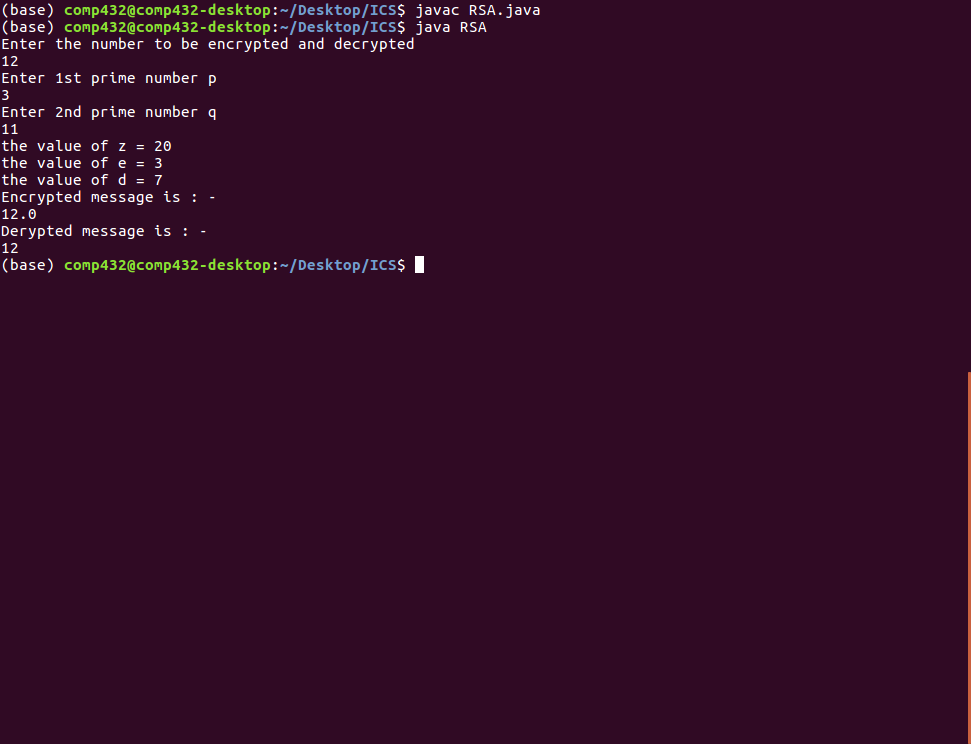 (base) comp432@comp432-desktop:~/Desktop/ICS$ javac RSA.java
(base) comp432@comp432-desktop:~/Desktop/ICS$ java RSA
Enter the number to be encrypted and decrypted
12
Enter 1st prime number p
3
Enter 2nd prime number q
11
the value of z = 20
the value of e = 3
the value of d = 7
Encrypted message is : -
12.0
Derypted message is : -
12
(base) comp432@comp432-desktop:~/Desktop/ICS$